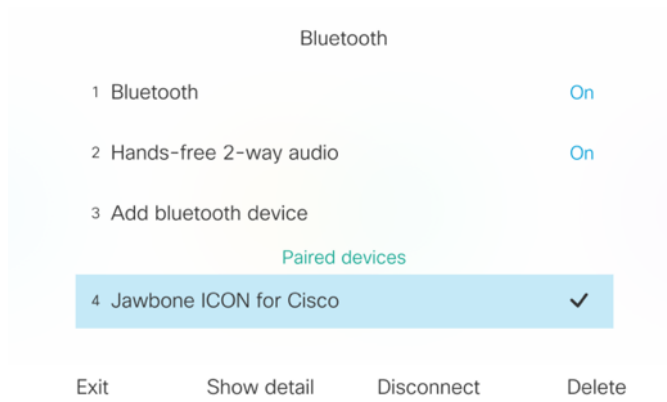 Bluetooth
1 Bluetooth On
2 Hands-free 2-way audio On
3 Add bluetooth device
Paired devices
4 Jawbone ICON for Cisco ✓
Exit Show detail Disconnect Delete